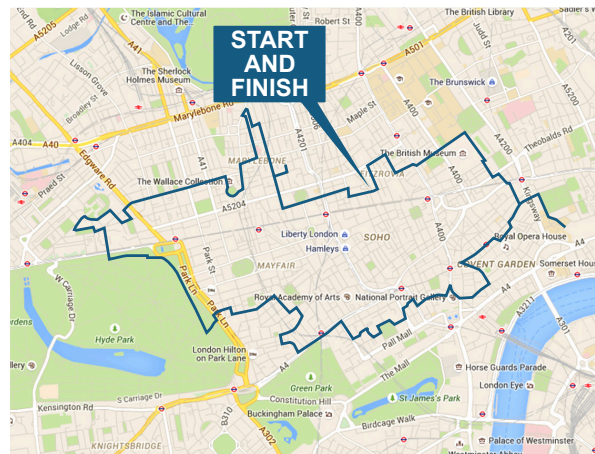 The Islamic Cultural
Centre and The...
A5205
A41
Robert St
The British Library
Sadler's W
START
AND
FINISH
A501
Judd St
Lisson Grove
The Sherlock
Holmes Museum
The Brunswick
A5200
Broadley St
Marylebone Rd
Maple St
A4201
A4200
Theobalds Rd
A404
A40
Edgware Rd
A41
MARYLEBONE
The British Museum
FITZROVIA
A400
Kingsway
Praed St
The Wallace Collection
A5204
Liberty London
Hamleys
SOHO
A400
Royal Opera House
A4
Park St
MAYFAIR
COVENT GARDEN
Somerset Hous
W Carriage Dr
Park Ln
Park Ln
Royal Academy of Arts
National Portrait Gallery
A4
A3211
A301
Hyde Park
Pall Mall
London Hilton
on Park Lane
A4
The Mall
Horse Guards Parade
Green Park
London Eye
S Carriage Dr
Constitution Hill
St James's Park
Kensington Rd
B310
Buckingham Palace
Birdcage Walk
KNIGHTSBRIDGE
A302
Palace of Westminster